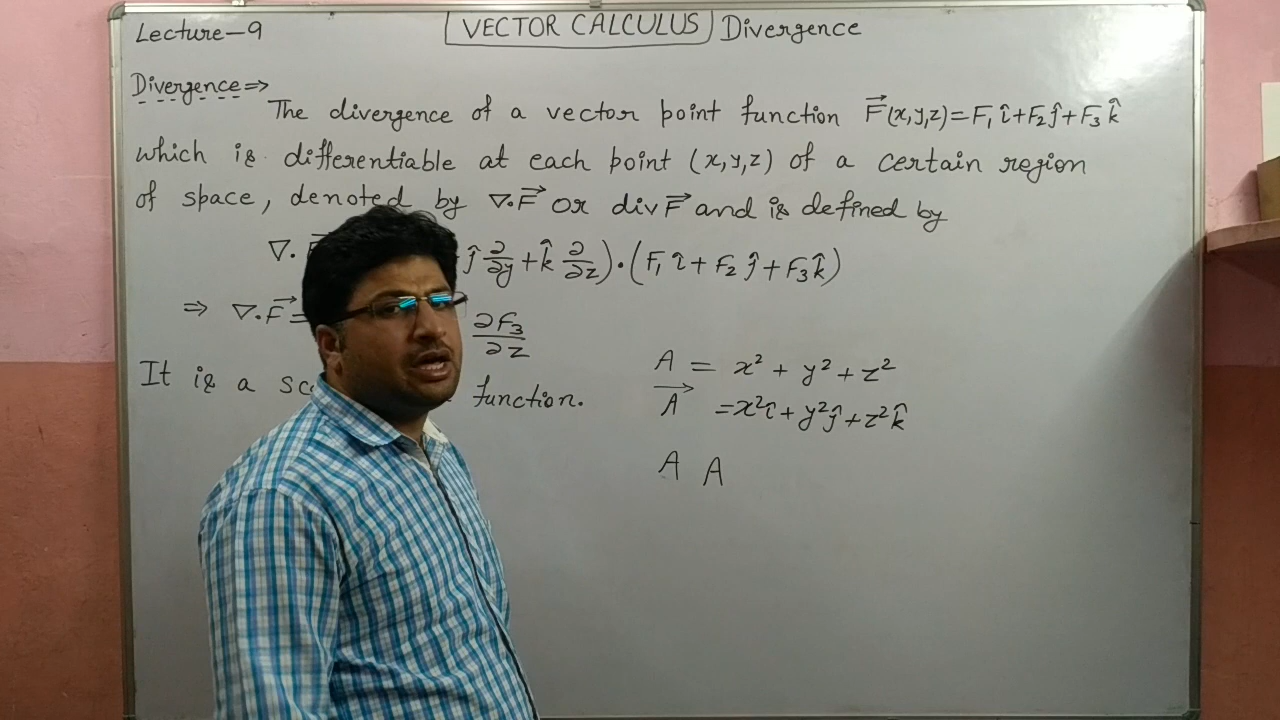 Lecture-9
VECTOR CALCULUS Divergence
Divergence⇒
The divergence of a vector point function F⃗(x,y,z)=F₁î+F₂ĵ+F₃k̂
which is differentiable at each point (x,y,z) of a certain region
of space, denoted by ∇.F⃗ or div F⃗ and is defined by
∇. ĵ ∂/∂y + k̂ ∂/∂z).(F₁î+F₂ĵ+F₃k̂)
⇒ ∇.F⃗ = ∂F₃/∂z
It is a function.
A = x² + y² + z²
A⃗ = x²î + y²ĵ + z²k̂
A A